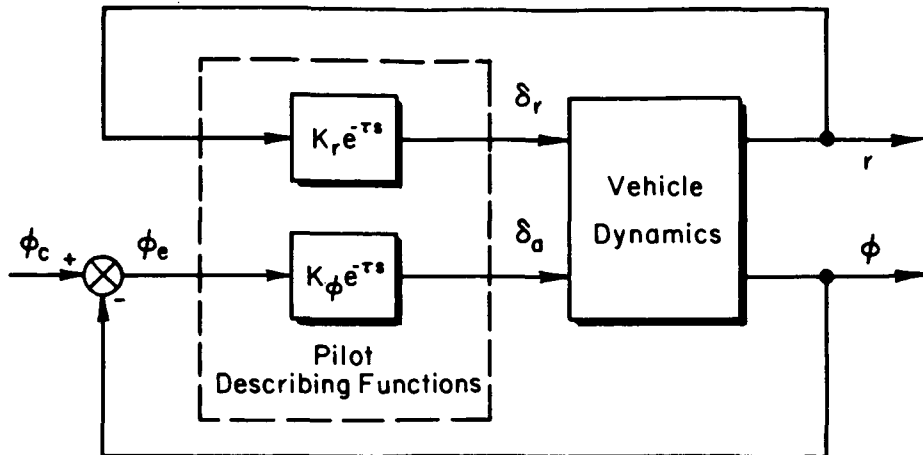 δr
Kr e^-τs
r
Vehicle
Dynamics
ϕc
+
-
ϕe
Kϕ e^-τs
δa
ϕ
Pilot
Describing Functions